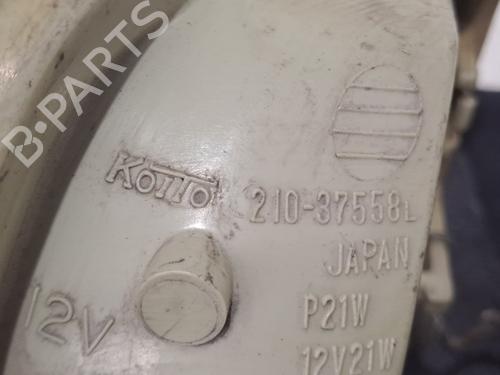 B-PARTS
KOITO
210-37558L
JAPAN
P21W
12V
12V21W